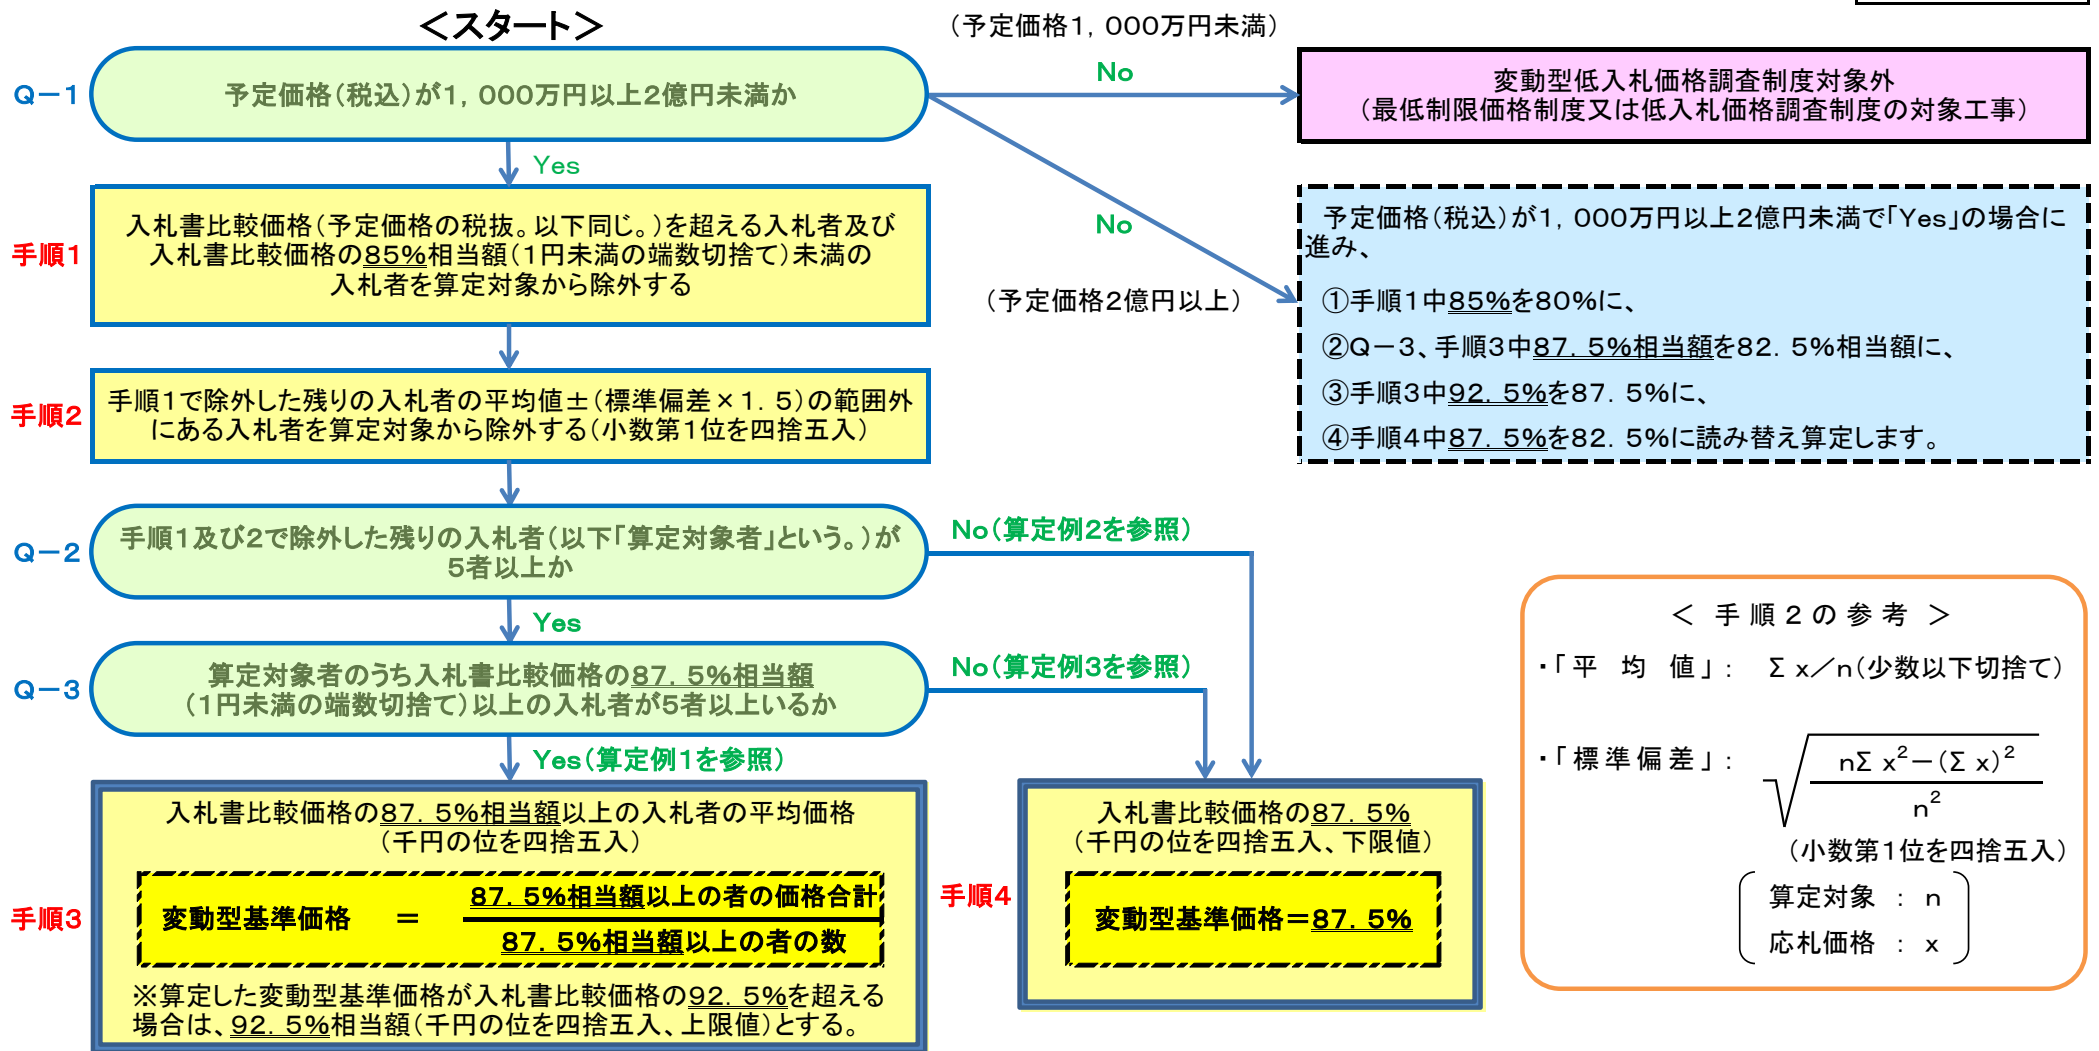 ＜スタート＞
Q－1
予定価格（税込）が1，000万円以上2億円未満か
（予定価格1，000万円未満）
No
変動型低入札価格調査制度対象外
（最低制限価格制度又は低入札価格調査制度の対象工事）
Yes
手順1
入札書比較価格（予定価格の税抜。以下同じ。）を超える入札者及び
入札書比較価格の85%相当額（1円未満の端数切捨て）未満の
入札者を算定対象から除外する
No
（予定価格2億円以上）
予定価格（税込）が1，000万円以上2億円未満で「Yes」の場合に
進み、
①手順1中85%を80%に、
②Q－3、手順3中87．5%相当額を82．5%相当額に、
③手順3中92．5%を87．5%に、
④手順4中87．5%を82．5%に読み替え算定します。
手順2
手順1で除外した残りの入札者の平均値±（標準偏差×1．5）の範囲外
にある入札者を算定対象から除外する（小数第1位を四捨五入）
Q－2
手順1及び2で除外した残りの入札者（以下「算定対象者」という。）が
5者以上か
No（算定例2を参照）
Yes
Q－3
算定対象者のうち入札書比較価格の87．5%相当額
（1円未満の端数切捨て）以上の入札者が5者以上いるか
No（算定例3を参照）
Yes（算定例1を参照）
手順3
入札書比較価格の87．5%相当額以上の入札者の平均価格
（千円の位を四捨五入）
変動型基準価格 ＝ 87．5%相当額以上の者の価格合計
87．5%相当額以上の者の数
※算定した変動型基準価格が入札書比較価格の92．5%を超える
場合は、92．5%相当額（千円の位を四捨五入、上限値）とする。
手順4
入札書比較価格の87．5%
（千円の位を四捨五入、下限値）
変動型基準価格＝87．5%
＜ 手順2の参考 ＞
・「平 均 値」： Σx／n（少数以下切捨て）
・「標準偏差」： √ nΣx²－（Σx）²
n²
（小数第1位を四捨五入）
算定対象 ： n
応札価格 ： x